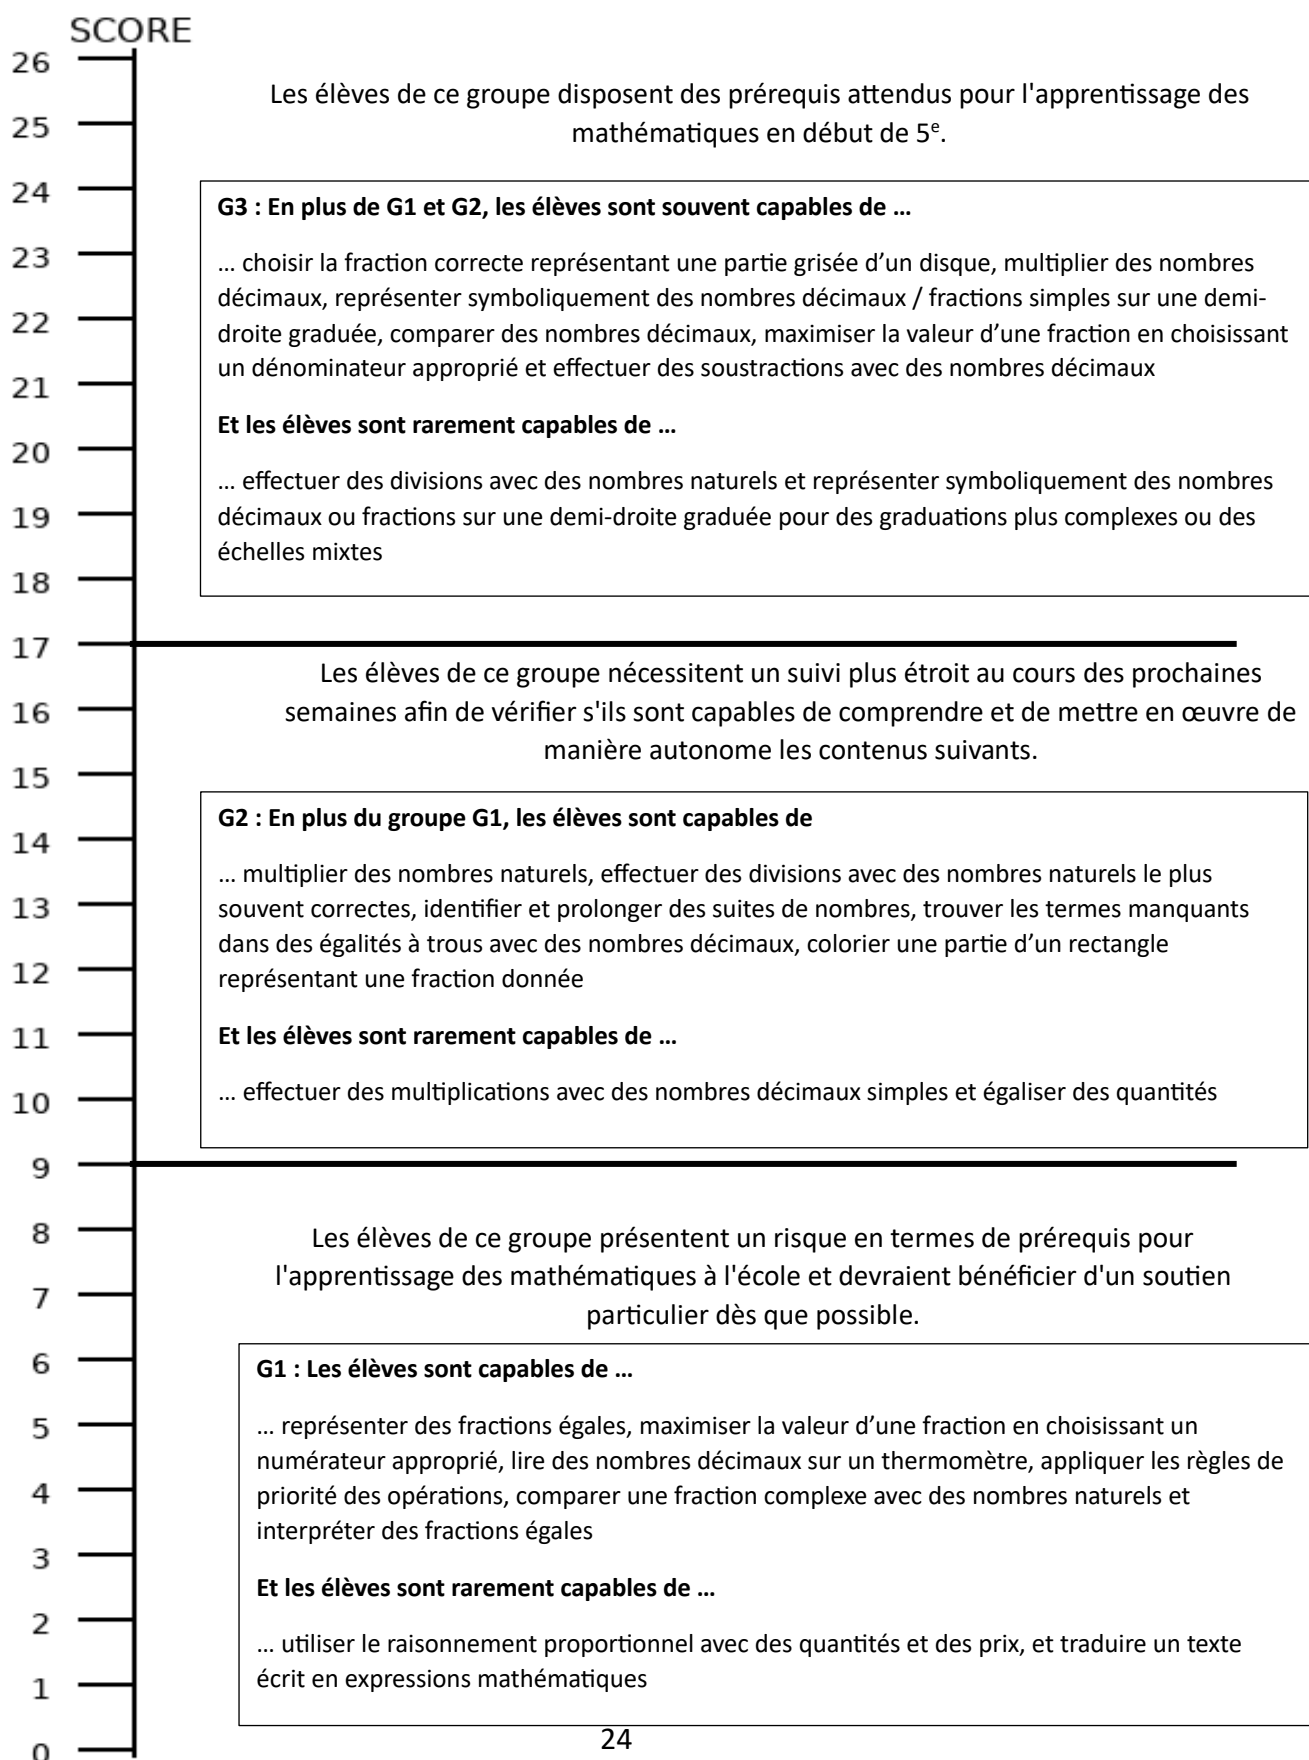 SCORE
26
Les élèves de ce groupe disposent des prérequis attendus pour l'apprentissage des
25
mathématiques en début de 5e.
24
G3 : En plus de G1 et G2, les élèves sont souvent capables de …
23
… choisir la fraction correcte représentant une partie grisée d’un disque, multiplier des nombres
décimaux, représenter symboliquement des nombres décimaux / fractions simples sur une demi-
22
droite graduée, comparer des nombres décimaux, maximiser la valeur d’une fraction en choisissant
un dénominateur approprié et effectuer des soustractions avec des nombres décimaux
21
Et les élèves sont rarement capables de …
20
… effectuer des divisions avec des nombres naturels et représenter symboliquement des nombres
19
décimaux ou fractions sur une demi-droite graduée pour des graduations plus complexes ou des
échelles mixtes
18
17
Les élèves de ce groupe nécessitent un suivi plus étroit au cours des prochaines
16
semaines afin de vérifier s'ils sont capables de comprendre et de mettre en œuvre de
manière autonome les contenus suivants.
15
G2 : En plus du groupe G1, les élèves sont capables de
14
… multiplier des nombres naturels, effectuer des divisions avec des nombres naturels le plus
13
souvent correctes, identifier et prolonger des suites de nombres, trouver les termes manquants
dans des égalités à trous avec des nombres décimaux, colorier une partie d’un rectangle
12
représentant une fraction donnée
11
Et les élèves sont rarement capables de …
10
… effectuer des multiplications avec des nombres décimaux simples et égaliser des quantités
9
8
Les élèves de ce groupe présentent un risque en termes de prérequis pour
l'apprentissage des mathématiques à l'école et devraient bénéficier d'un soutien
7
particulier dès que possible.
6
G1 : Les élèves sont capables de …
5
… représenter des fractions égales, maximiser la valeur d’une fraction en choisissant un
numérateur approprié, lire des nombres décimaux sur un thermomètre, appliquer les règles de
4
priorité des opérations, comparer une fraction complexe avec des nombres naturels et
interpréter des fractions égales
3
Et les élèves sont rarement capables de …
2
… utiliser le raisonnement proportionnel avec des quantités et des prix, et traduire un texte
écrit en expressions mathématiques
1
24
0